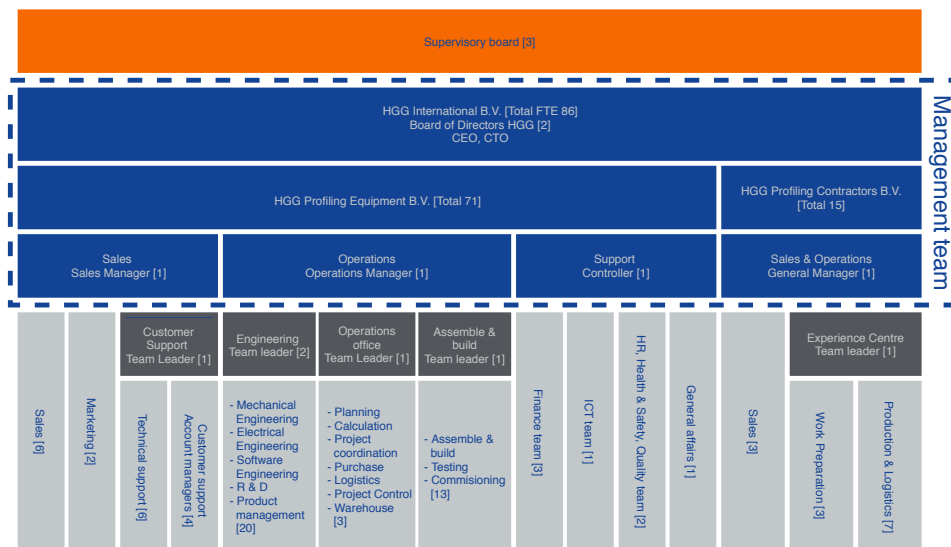 Supervisory board [3]
HGG International B.V. [Total FTE 86]
Board of Directors HGG [2]
CEO, CTO
Management team
HGG Profiling Equipment B.V. [Total 71]
HGG Profiling Contractors B.V.
[Total 15]
Sales
Sales Manager [1]
Operations
Operations Manager [1]
Support
Controller [1]
Sales & Operations
General Manager [1]
Sales [6]
Marketing [2]
Customer
Support
Team Leader [1]
Technical support [6]
Customer support
Account managers [4]
Engineering
Team leader [2]
- Mechanical
Engineering
- Electrical
Engineering
- Software
Engineering
- R & D
- Product
management
[20]
Operations
office
Team Leader [1]
- Planning
- Calculation
- Project
coordination
- Purchase
- Logistics
- Project Control
- Warehouse
[3]
Assemble &
build
Team leader [1]
- Assemble &
build
- Testing
- Commisioning
[13]
Finance team [3]
ICT team [1]
HR, Health & Safety, Quality team [2]
General affairs [1]
Sales [3]
Experience Centre
Team leader [1]
Work Preparation [3]
Production &
Logistics [7]